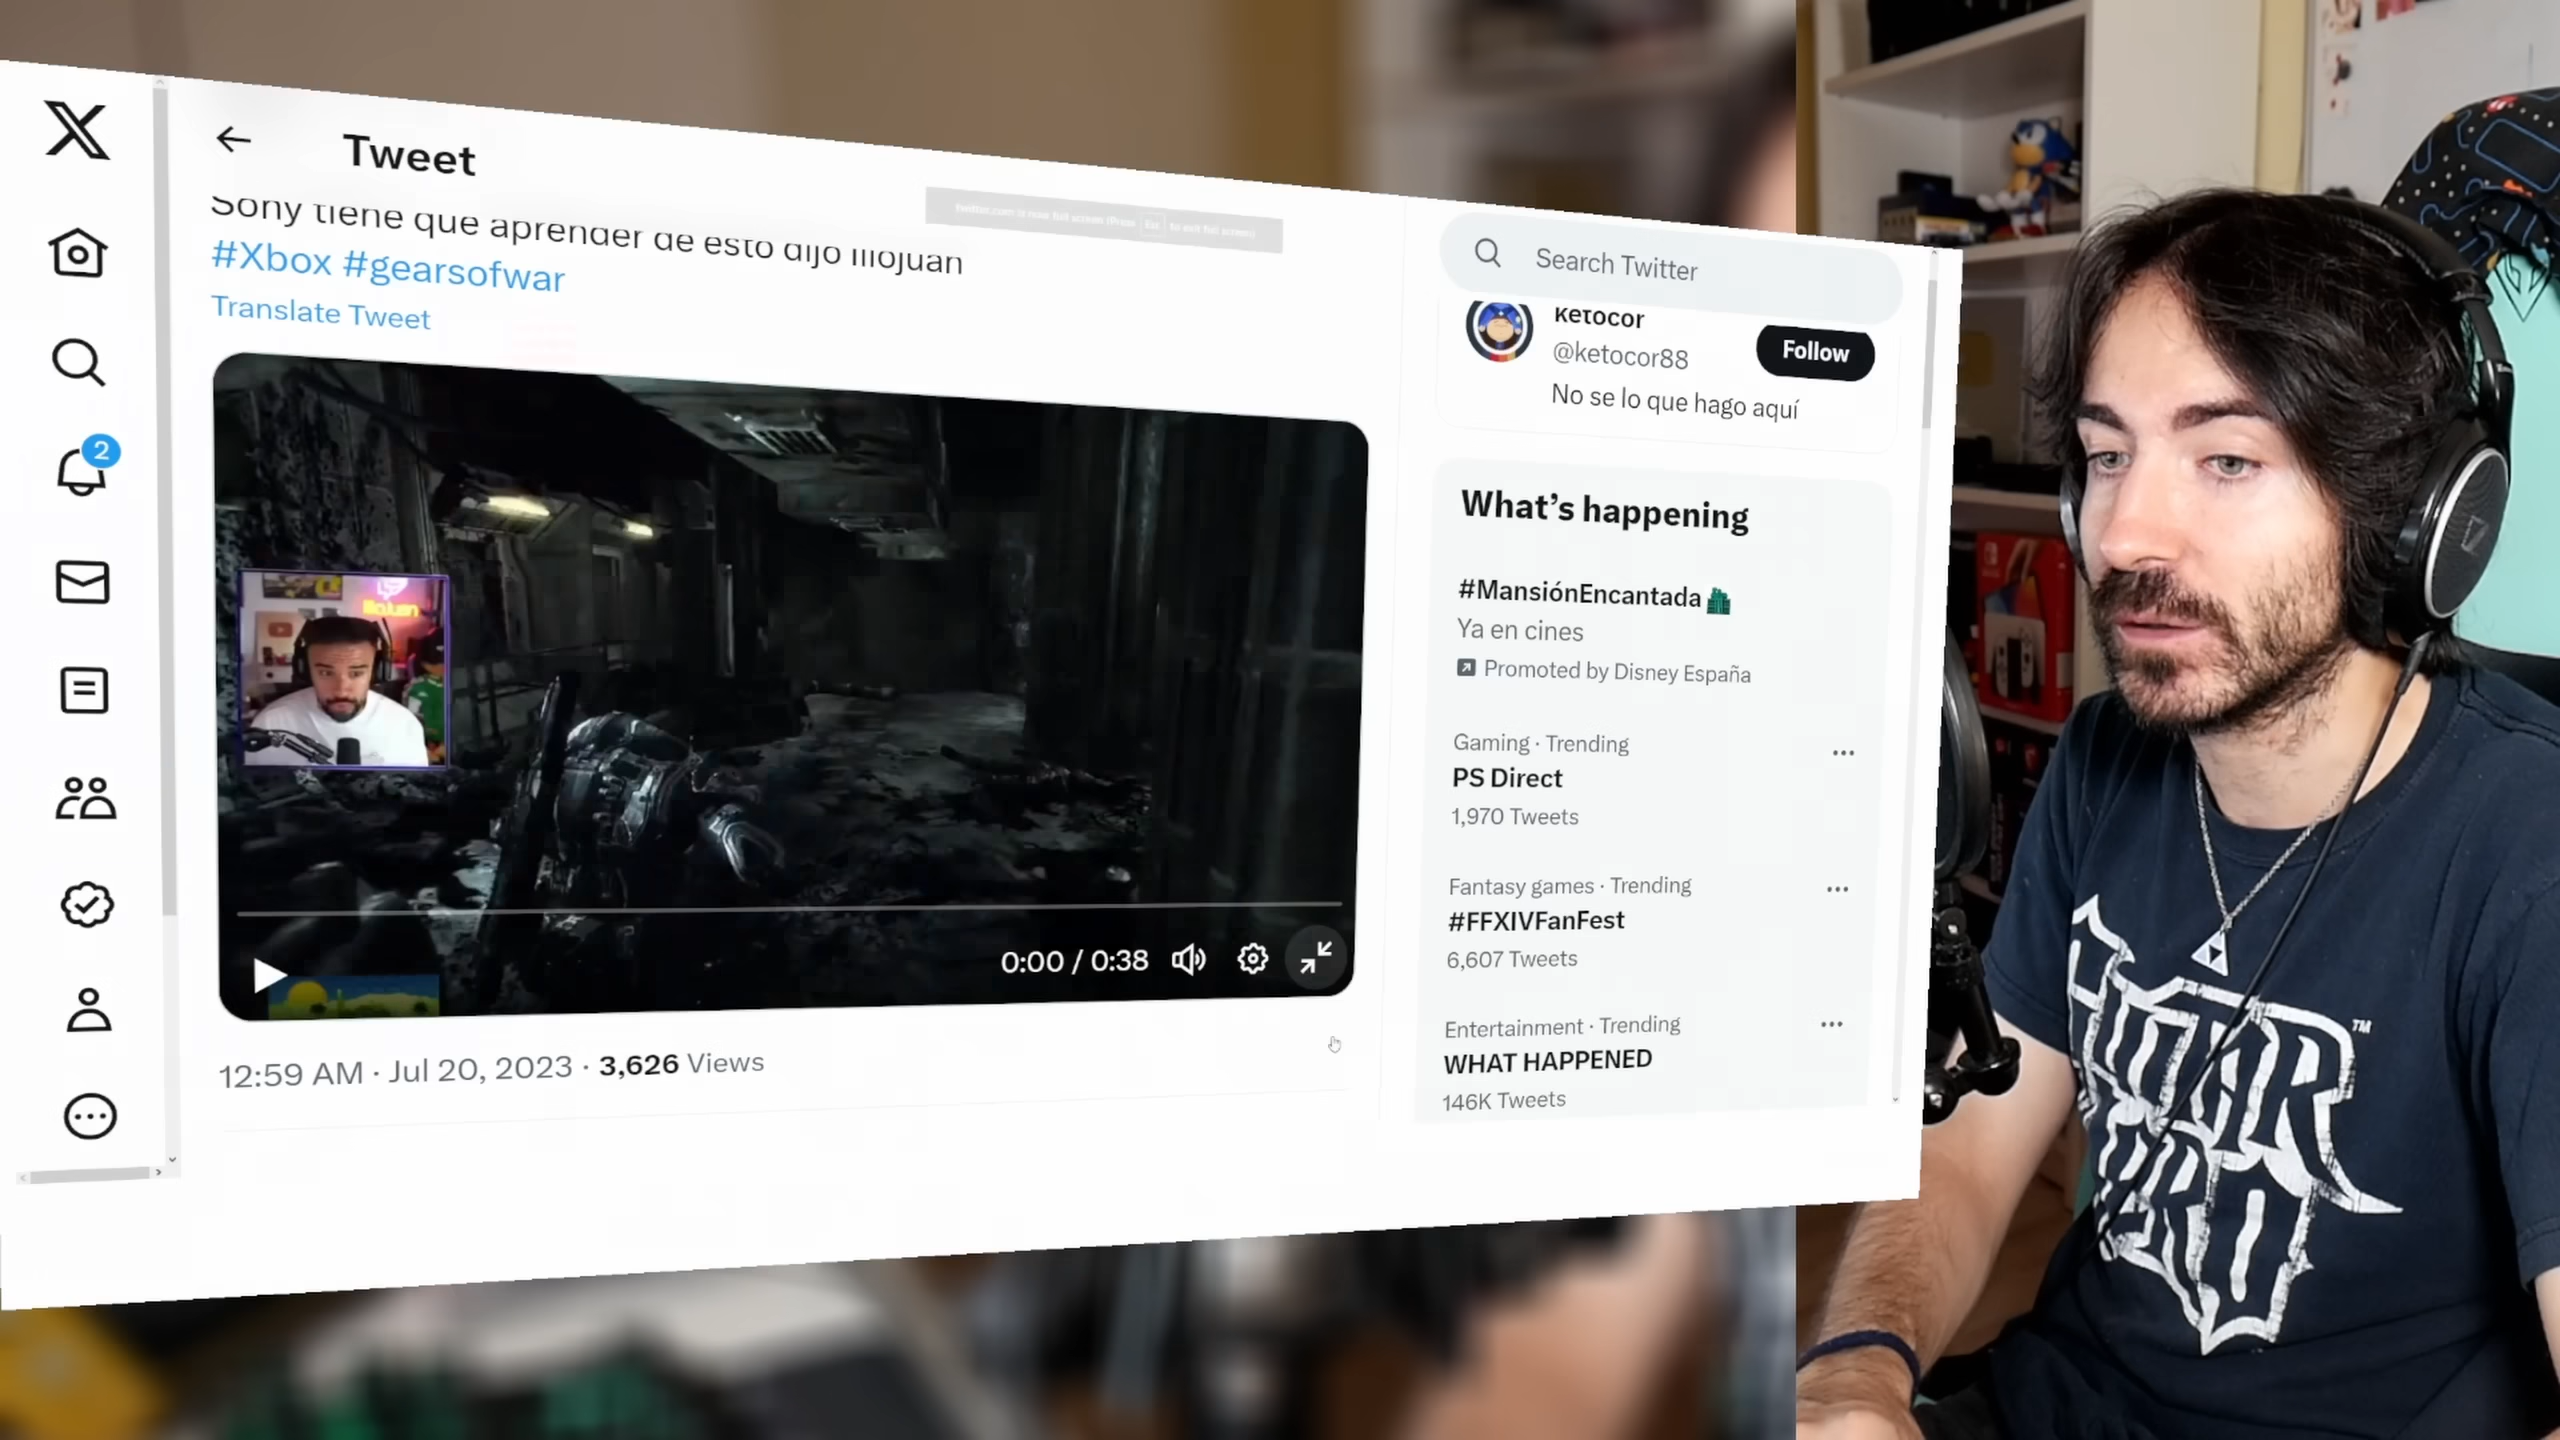 Tweet
Sony tiene que aprender de esto dijo illojuan
#Xbox #gearsofwar
Translate Tweet
2
0:00 / 0:38
12:59 AM · Jul 20, 2023 · 3,626 Views
Search Twitter
ketocor
@ketocor88
Follow
No se lo que hago aquí
What's happening
#MansiónEncantada
Ya en cines
Promoted by Disney España
Gaming · Trending
PS Direct
1,970 Tweets
Fantasy games · Trending
#FFXIVFanFest
6,607 Tweets
Entertainment · Trending
WHAT HAPPENED
146K Tweets